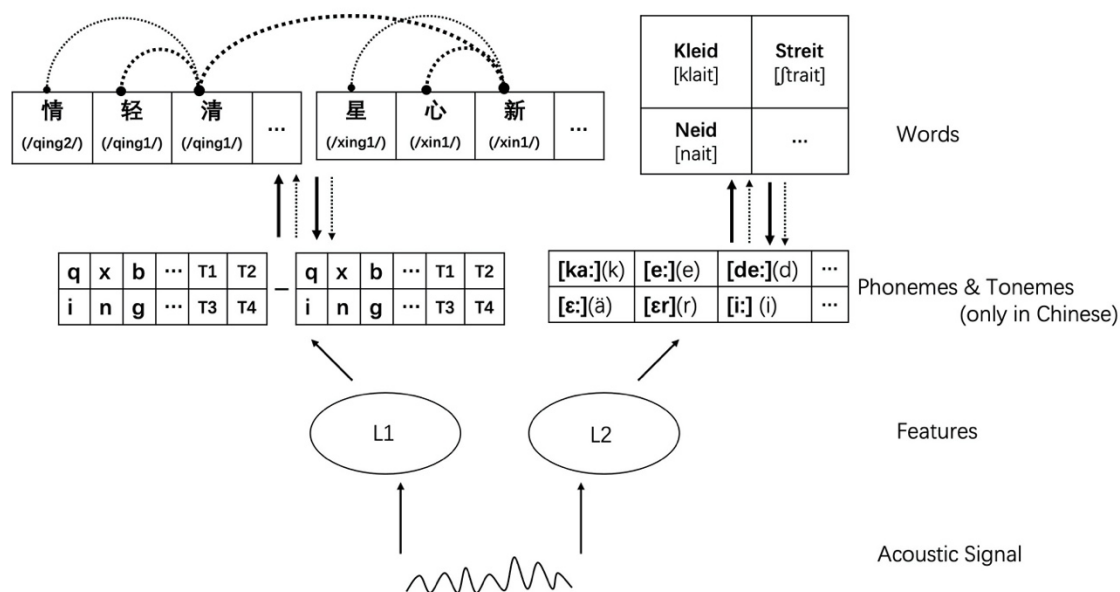 情 轻 清 …
(/qing2/) (/qing1/) (/qing1/)
星 心 新 …
(/xing1/) (/xin1/) (/xin1/)
Kleid Streit
[klait] [ʃtrait]
Neid …
[nait]
Words
q x b … T1 T2
i n g … T3 T4
–
q x b … T1 T2
i n g … T3 T4
[ka:](k) [e:](e) [de:](d) …
[ɛ:](ä) [ɛr](r) [i:] (i) …
Phonemes & Tonemes
(only in Chinese)
L1
L2
Features
Acoustic Signal